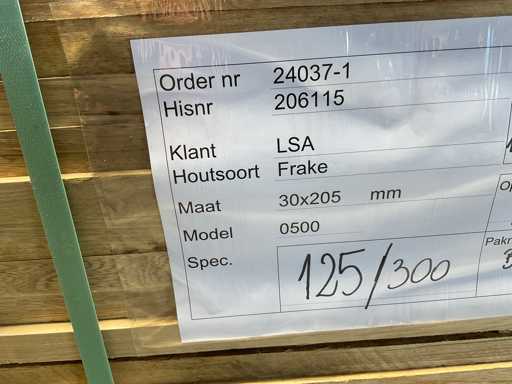 Order nr 24037-1
Hisnr 206115
Klant LSA
Houtsoort Frake
Maat 30x205 mm
Model 0500
Spec. 125/300